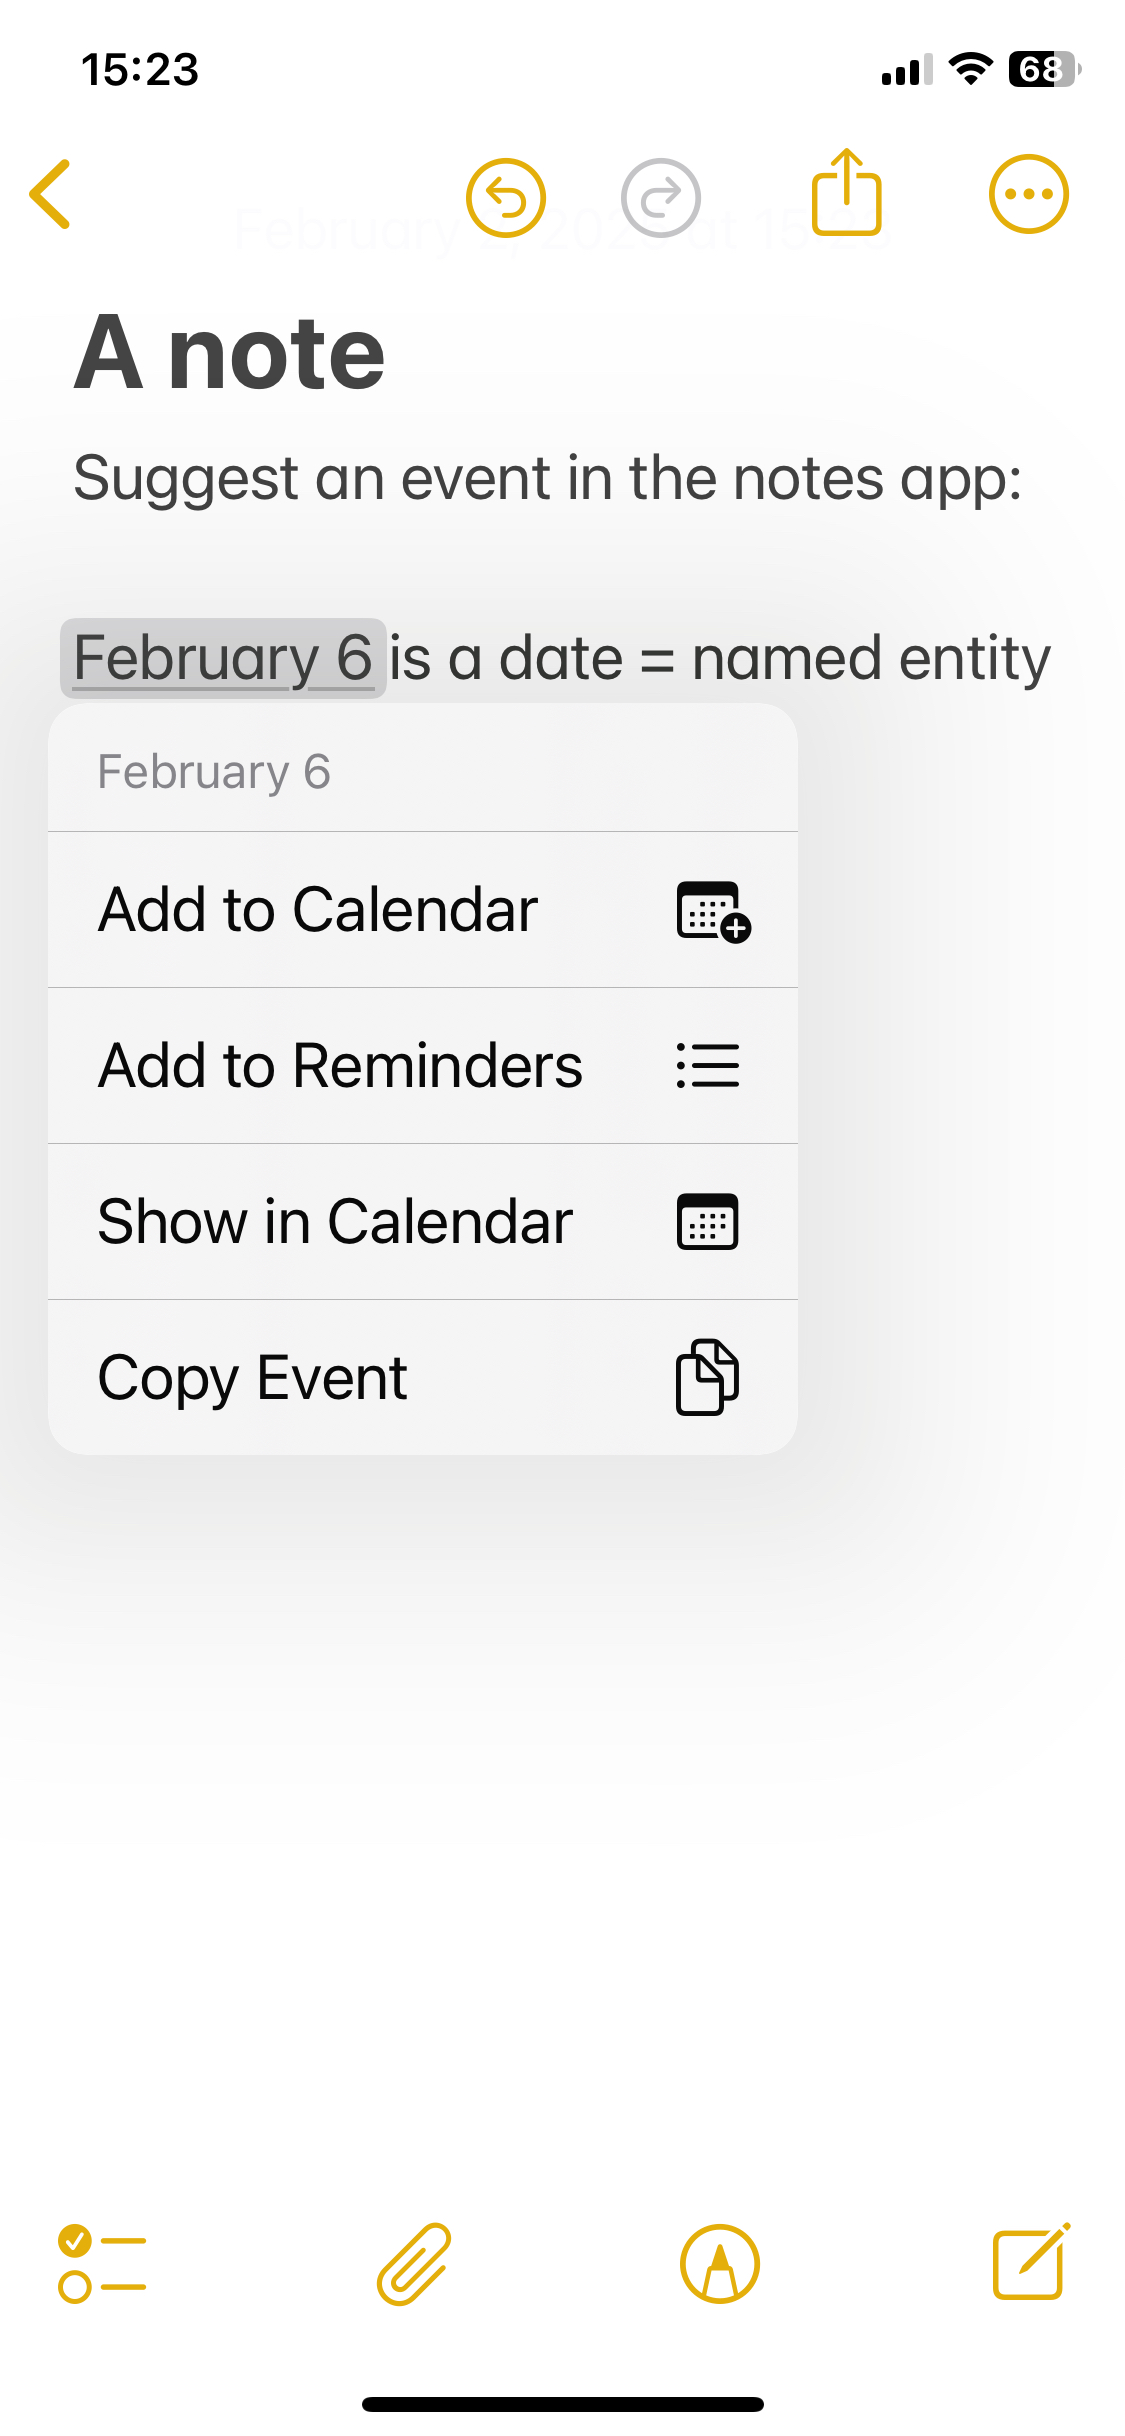 15:23
68
A note
Suggest an event in the notes app:
February 6 is a date = named entity
February 6
Add to Calendar
Add to Reminders
Show in Calendar
Copy Event